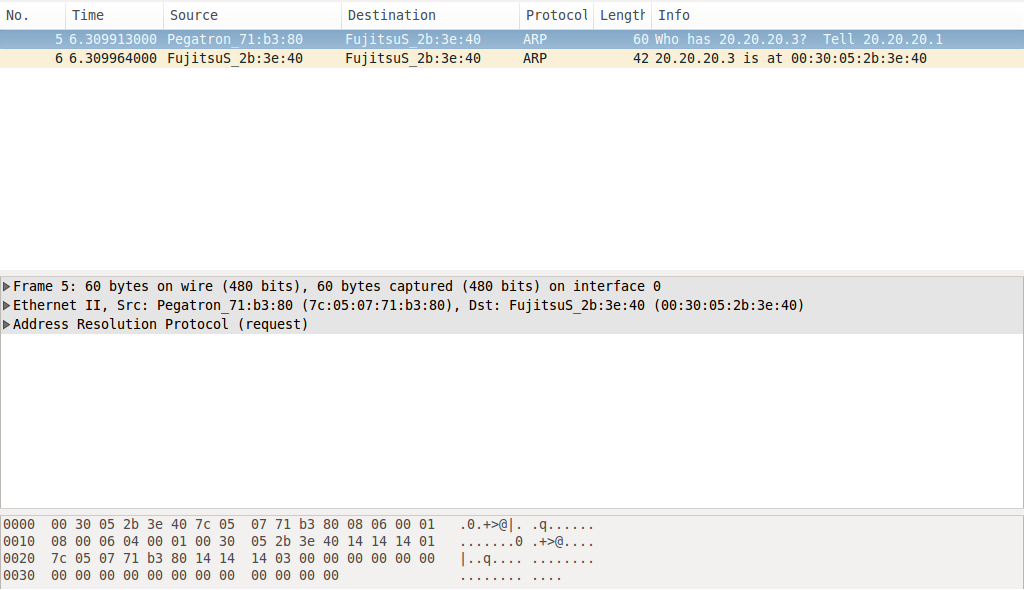 No. Time Source Destination Protocol Length Info
5 6.309913000 Pegatron_71:b3:80 FujitsuS_2b:3e:40 ARP 60 Who has 20.20.20.3? Tell 20.20.20.1
6 6.309964000 FujitsuS_2b:3e:40 FujitsuS_2b:3e:40 ARP 42 20.20.20.3 is at 00:30:05:2b:3e:40
Frame 5: 60 bytes on wire (480 bits), 60 bytes captured (480 bits) on interface 0
Ethernet II, Src: Pegatron_71:b3:80 (7c:05:07:71:b3:80), Dst: FujitsuS_2b:3e:40 (00:30:05:2b:3e:40)
Address Resolution Protocol (request)
0000 00 30 05 2b 3e 40 7c 05 07 71 b3 80 08 06 00 01 .0.+>@|. .q......
0010 08 00 06 04 00 01 00 30 05 2b 3e 40 14 14 14 01 .......0 .+>@....
0020 7c 05 07 71 b3 80 14 14 14 03 00 00 00 00 00 00 |..q.... ........
0030 00 00 00 00 00 00 00 00 00 00 00 00 ........ ....